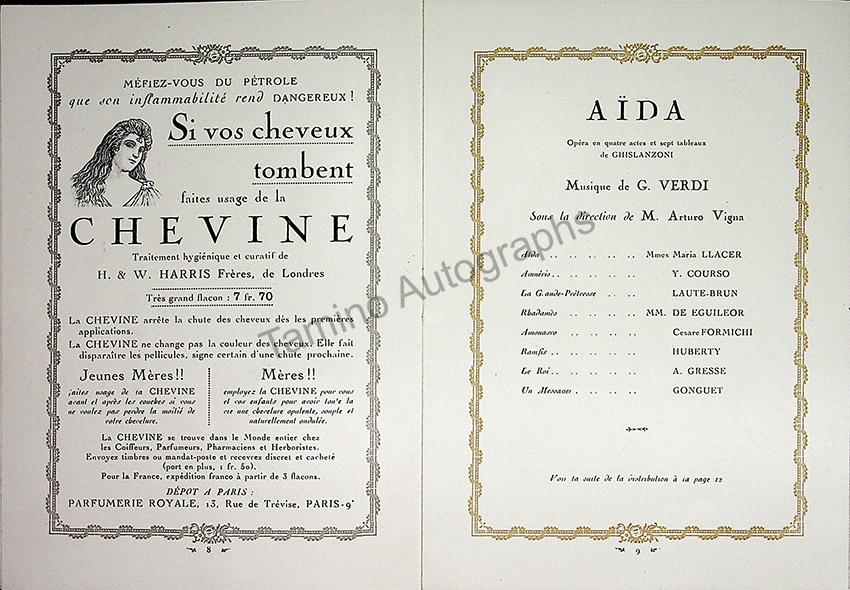 MÉFIEZ-VOUS DU PÉTROLE
que son inflammabilité rend DANGEREUX !
Si vos cheveux
tombent
faites usage de la
CHEVINE
Traitement hygiénique et curatif de
H. & W. HARRIS Frères, de Londres
Très grand flacon : 7 fr. 70
La CHEVINE arrête la chute des cheveux dès les premières
applications.
La CHEVINE ne change pas la couleur des cheveux. Elle fait
disparaître les pellicules, signe certain d'une chute prochaine.
Jeunes Mères!!
faites usage de la CHEVINE
avant et après les couches si vous
ne voulez pas perdre la moitié de
votre chevelure.
Mères!!
employez la CHEVINE pour vous
et vos enfants pour avoir toute la
vie une chevelure opulente, souple et
naturellement ondulée.
La CHEVINE se trouve dans le Monde entier chez
les Coiffeurs, Parfumeurs, Pharmaciens et Herboristes.
Envoyez timbres ou mandat-poste et recevrez discret et cacheté
(port en plus, 1 fr. 50).
Pour la France, expédition franco à partir de 3 flacons.
DÉPOT A PARIS :
PARFUMERIE ROYALE, 13, Rue de Trévise, PARIS-9ᵉ
8
AÏDA
Opéra en quatre actes et sept tableaux
de GHISLANZONI
Musique de G. VERDI
Sous la direction de M. Arturo Vigna
Aïda .. .. .. .. .. Mmes Maria LLACER
Amnéris .. .. .. .. .. Y. COURSO
La Grande-Prêtresse .. .. .. LAUTE-BRUN
Rhadamès .. .. .. .. MM. DE EGUILEOR
Amonasro .. .. .. .. Cesare FORMICHI
Ramfis .. .. .. .. .. HUBERTY
Le Roi .. .. .. .. .. A. GRESSE
Un Messager .. .. .. .. GONGUET
Voir la suite de la distribution à la page 12
9
Tamino Autographs